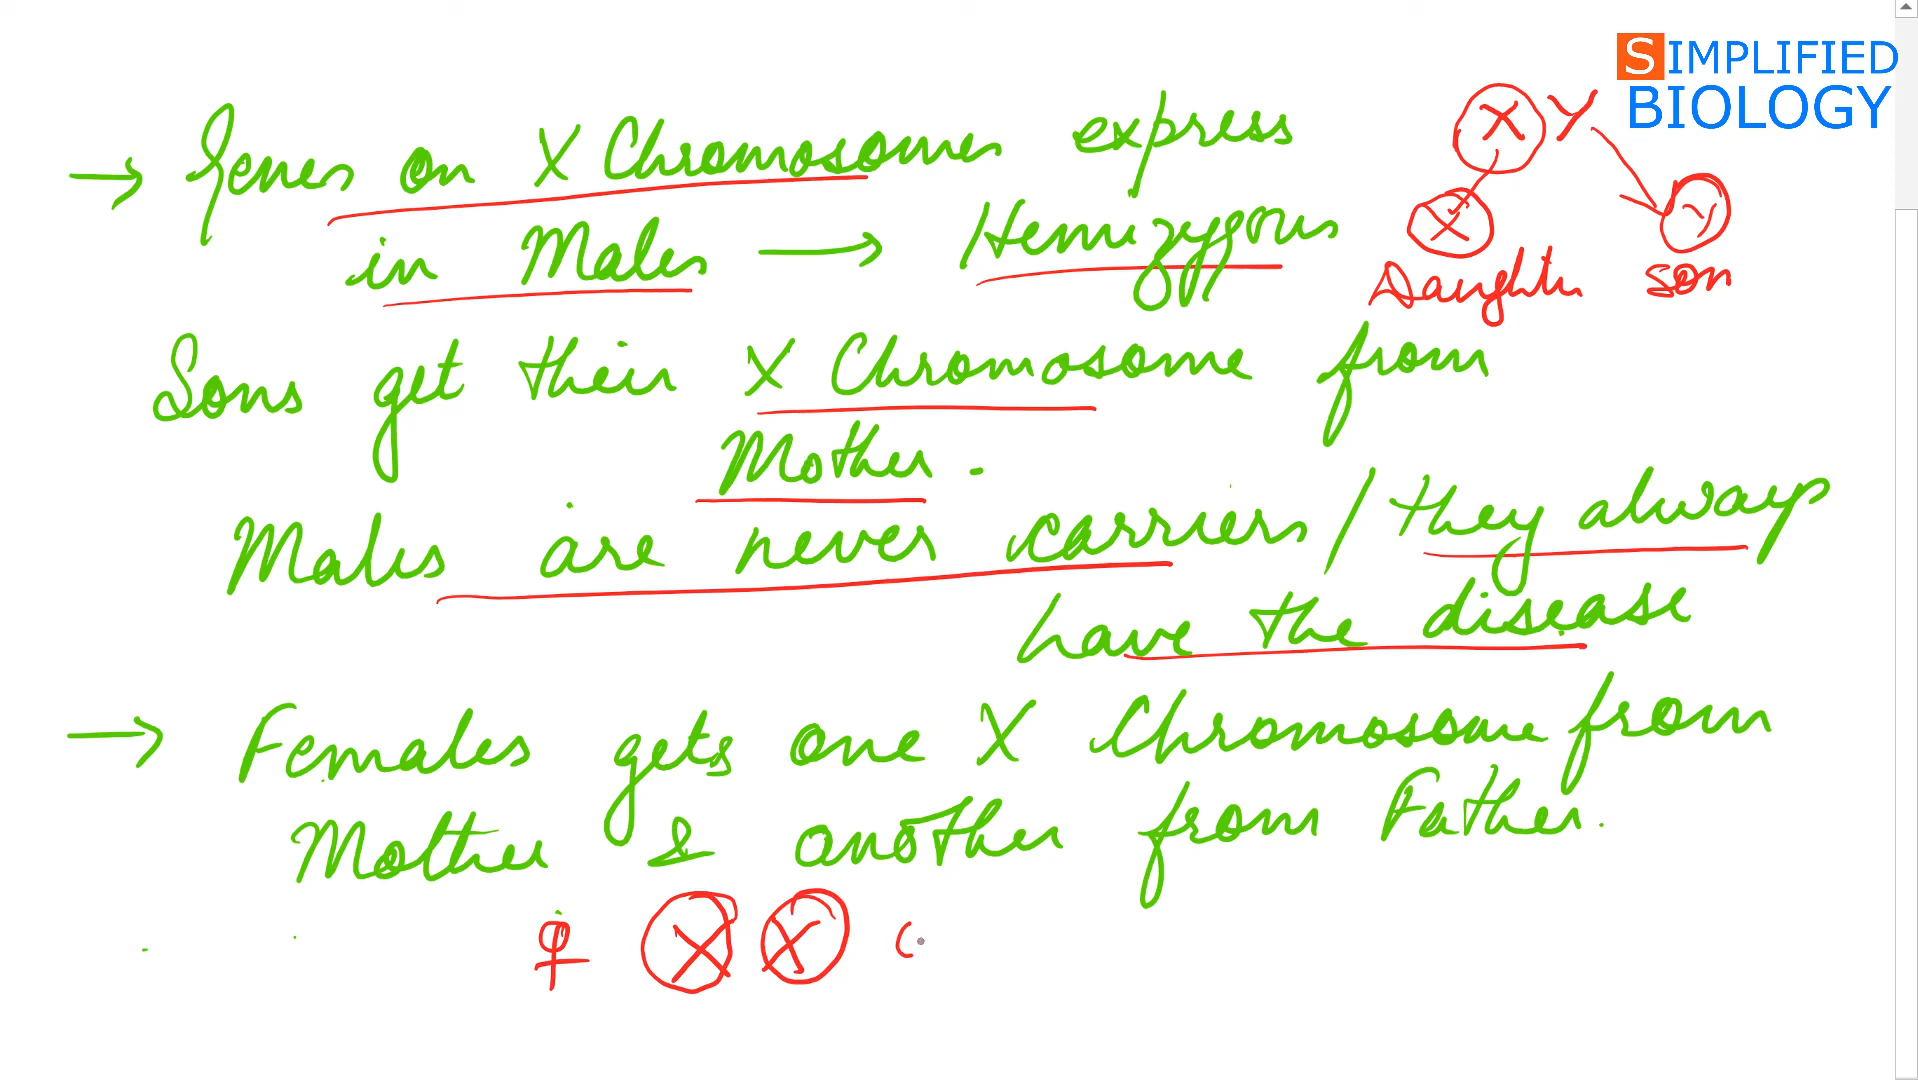 SIMPLIFIED
BIOLOGY
→ Genes on X Chromosomes express
in Males → Hemizygous
X Y
X Y
Daughter son
Sons get their X Chromosome from
Mother.
Males are never carriers / they always
have the disease
→ Females gets one X Chromosome from
Mother & another from Father.
♀ X X (